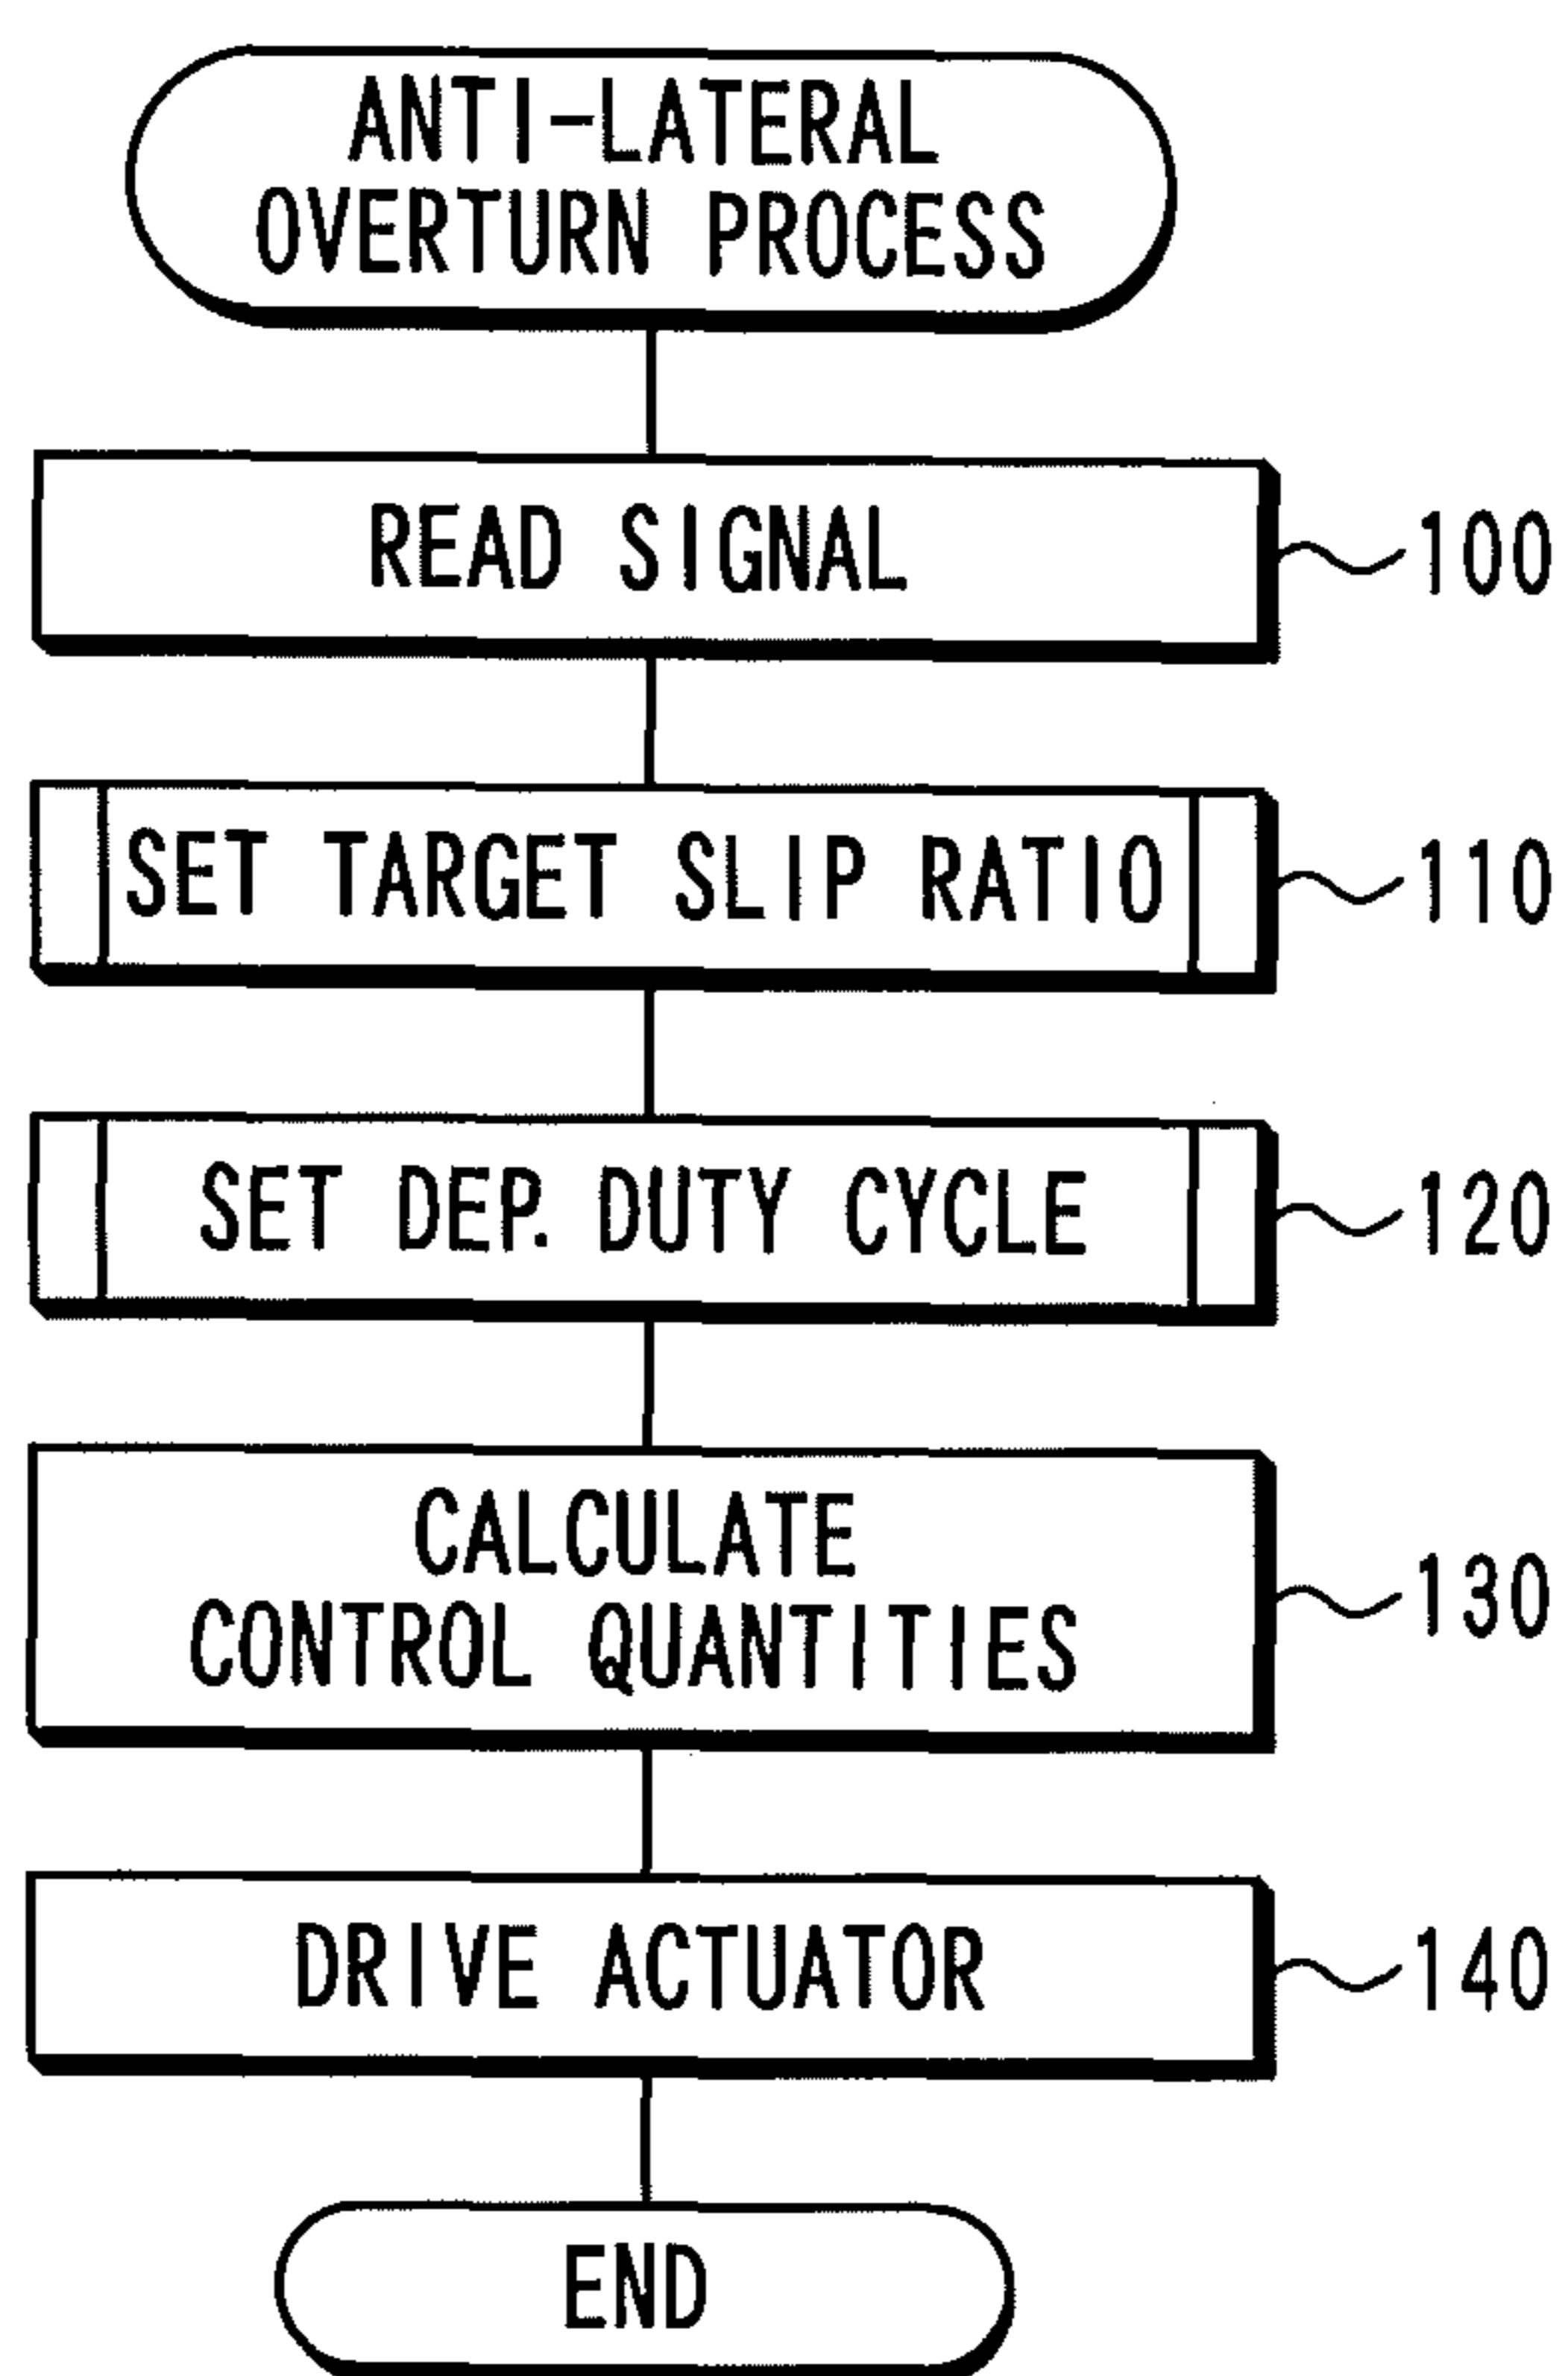 ANTI-LATERAL
OVERTURN PROCESS
READ SIGNAL
100
SET TARGET SLIP RATIO
110
SET DEP. DUTY CYCLE
120
CALCULATE
CONTROL QUANTITIES
130
DRIVE ACTUATOR
140
END